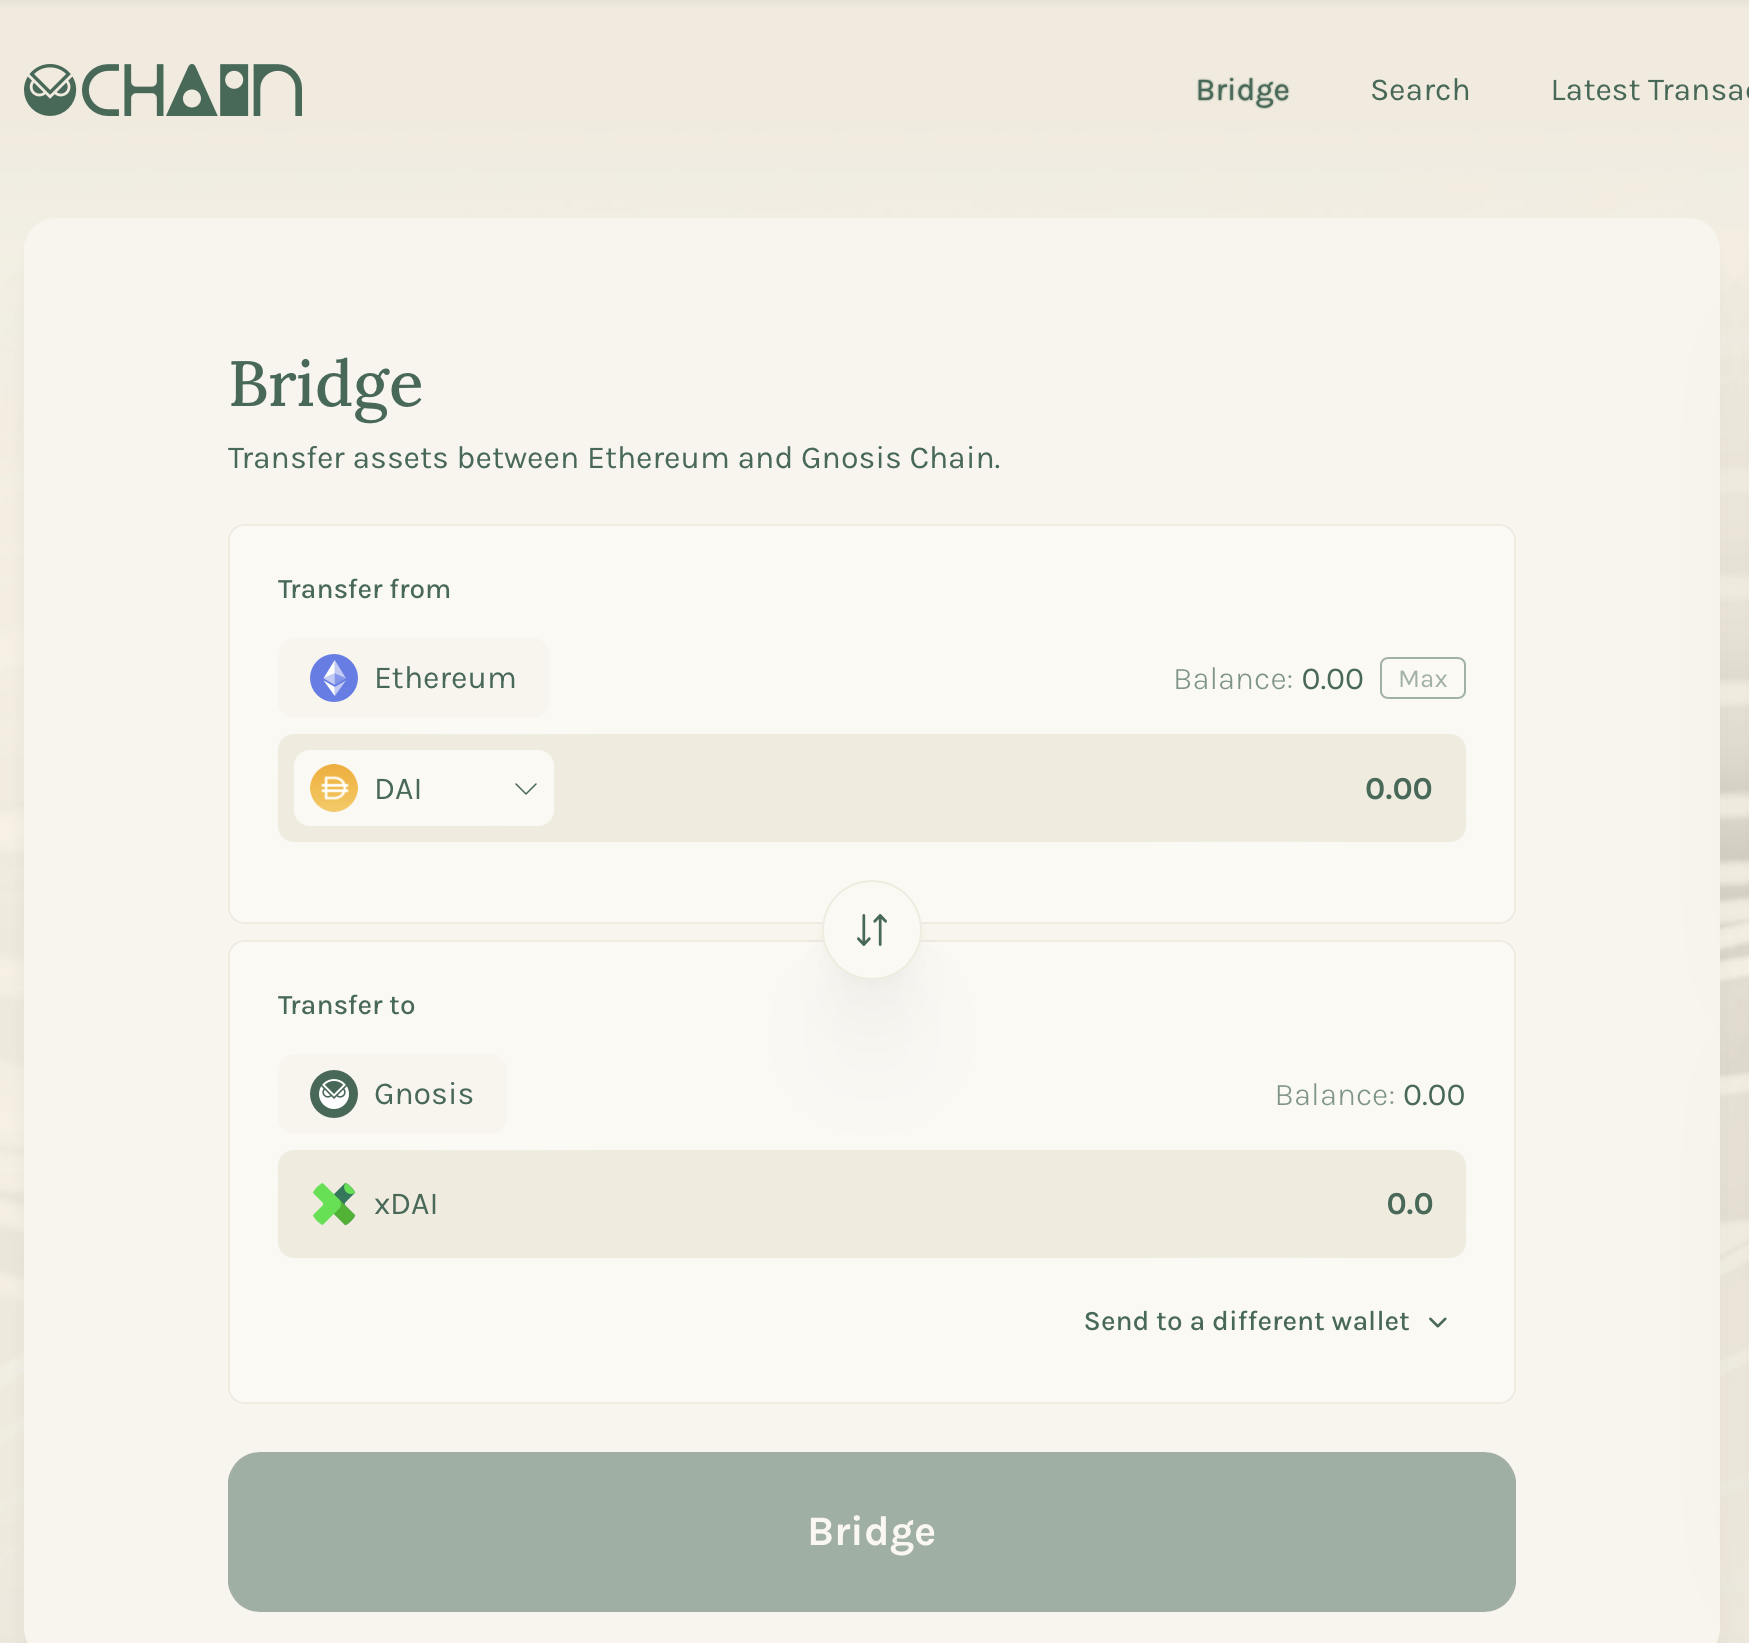 CHAIN
Bridge
Search
Latest Transac
Bridge
Transfer assets between Ethereum and Gnosis Chain.
Transfer from
Ethereum
Balance: 0.00 Max
DAI
0.00
Transfer to
Gnosis
Balance: 0.00
xDAI
0.0
Send to a different wallet
Bridge